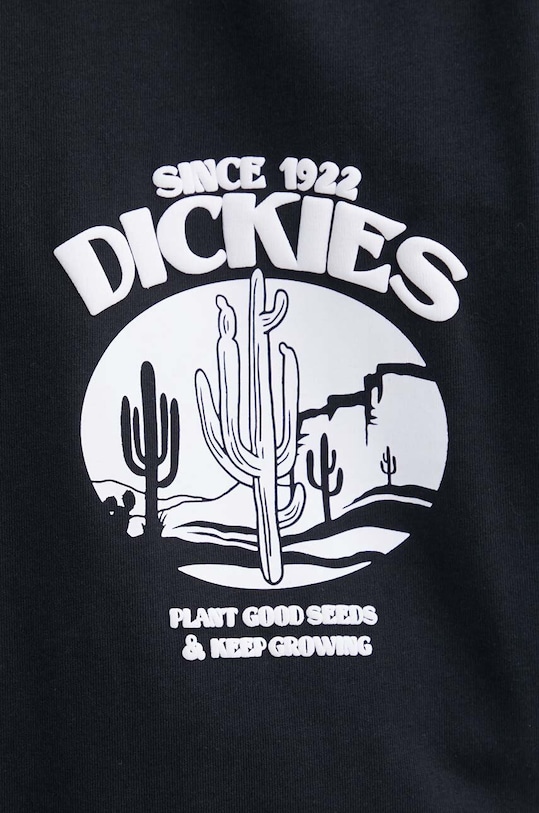 SINCE 1922
DICKIES
PLANT GOOD SEEDS
& KEEP GROWING